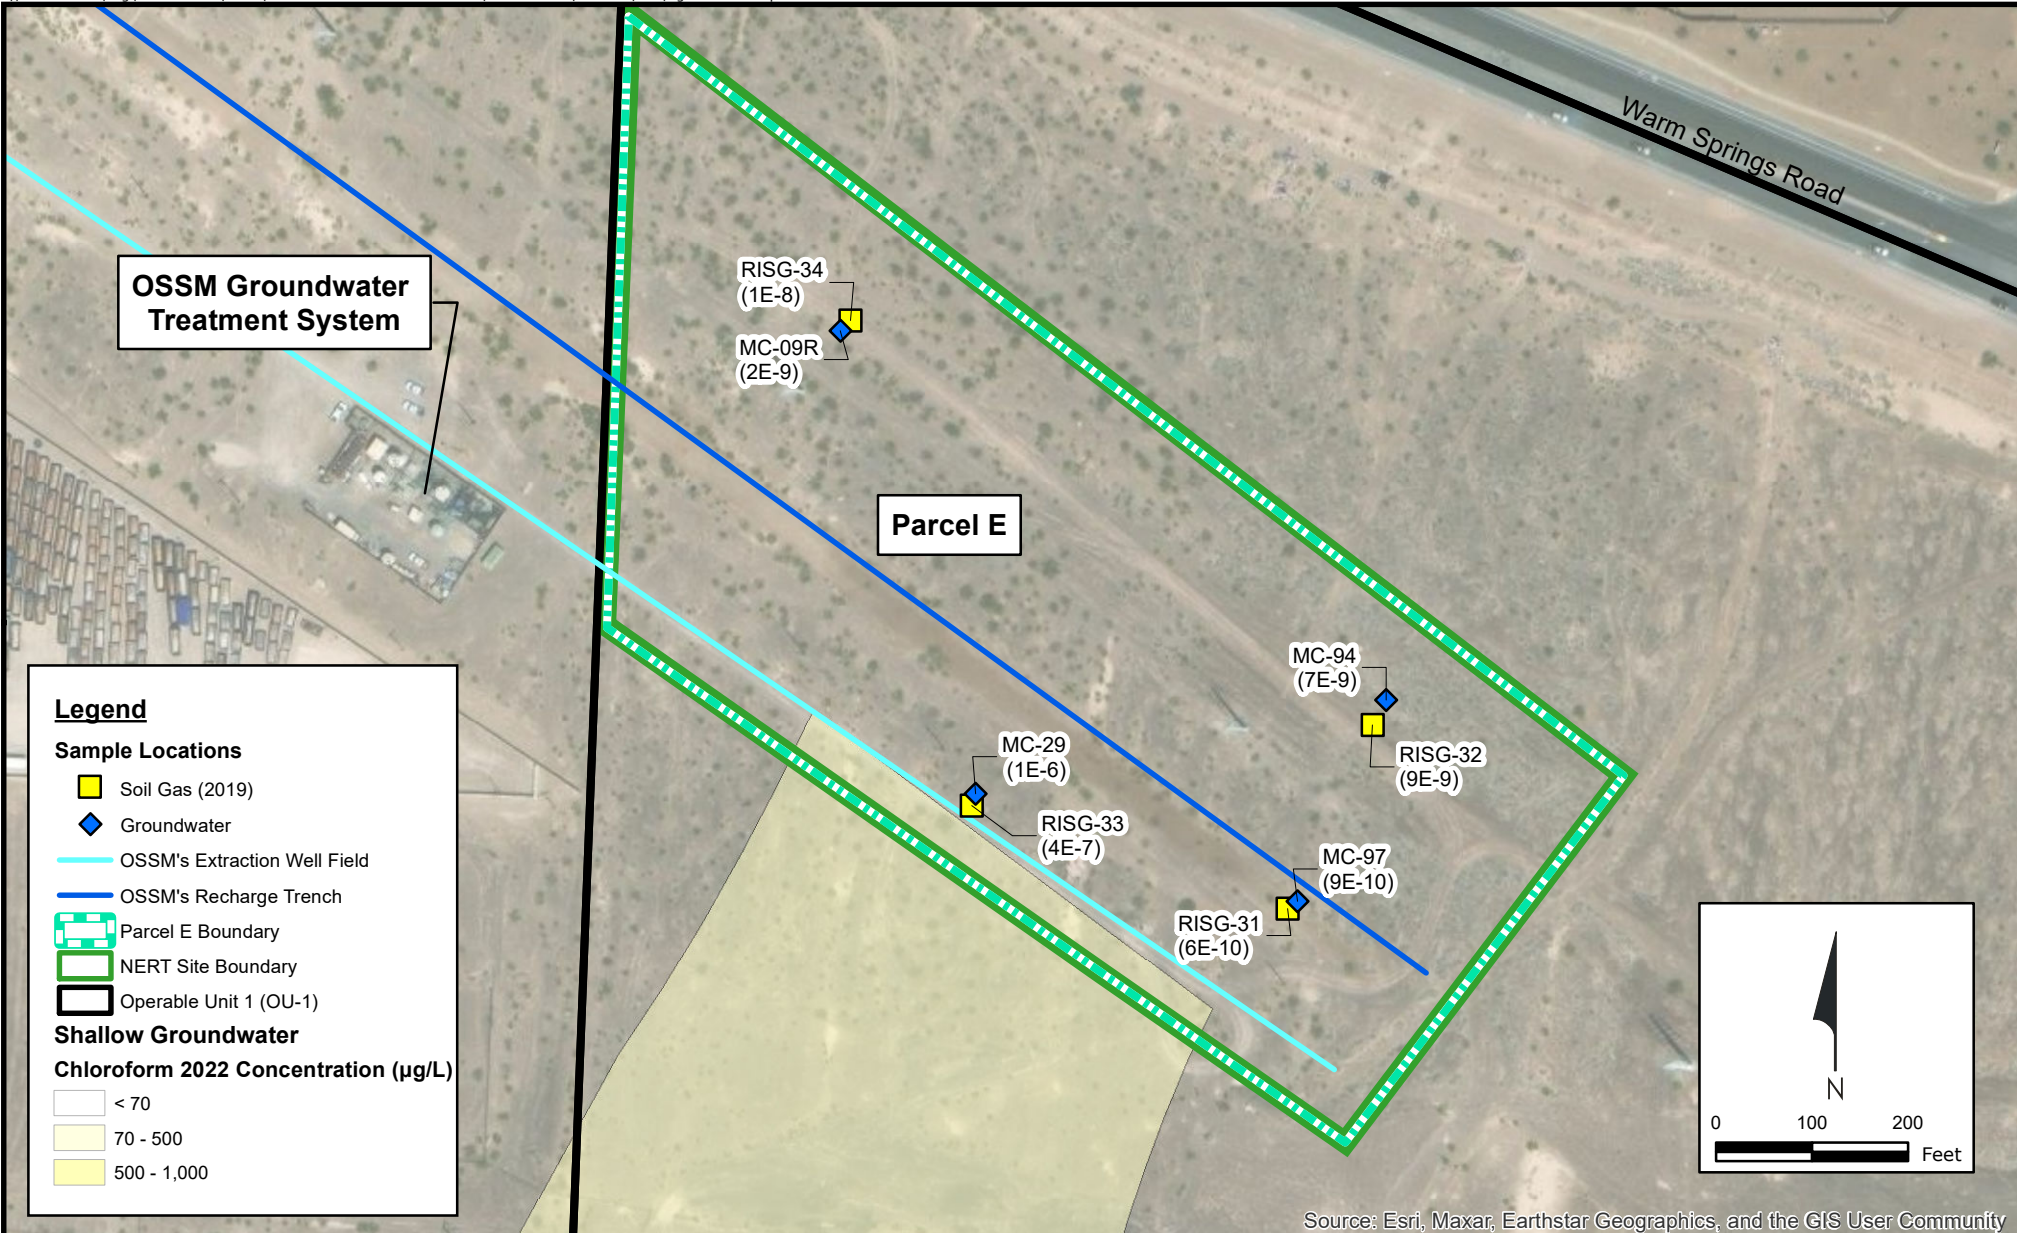 Warm Springs Road
OSSM Groundwater
Treatment System
RISG-34
(1E-8)
MC-09R
(2E-9)
Parcel E
MC-94
(7E-9)
RISG-32
(9E-9)
MC-29
(1E-6)
RISG-33
(4E-7)
MC-97
(9E-10)
RISG-31
(6E-10)
Legend
Sample Locations
Soil Gas (2019)
Groundwater
OSSM's Extraction Well Field
OSSM's Recharge Trench
Parcel E Boundary
NERT Site Boundary
Operable Unit 1 (OU-1)
Shallow Groundwater
Chloroform 2022 Concentration (µg/L)
< 70
70 - 500
500 - 1,000
N
0 100 200
Feet
Source: Esri, Maxar, Earthstar Geographics, and the GIS User Community